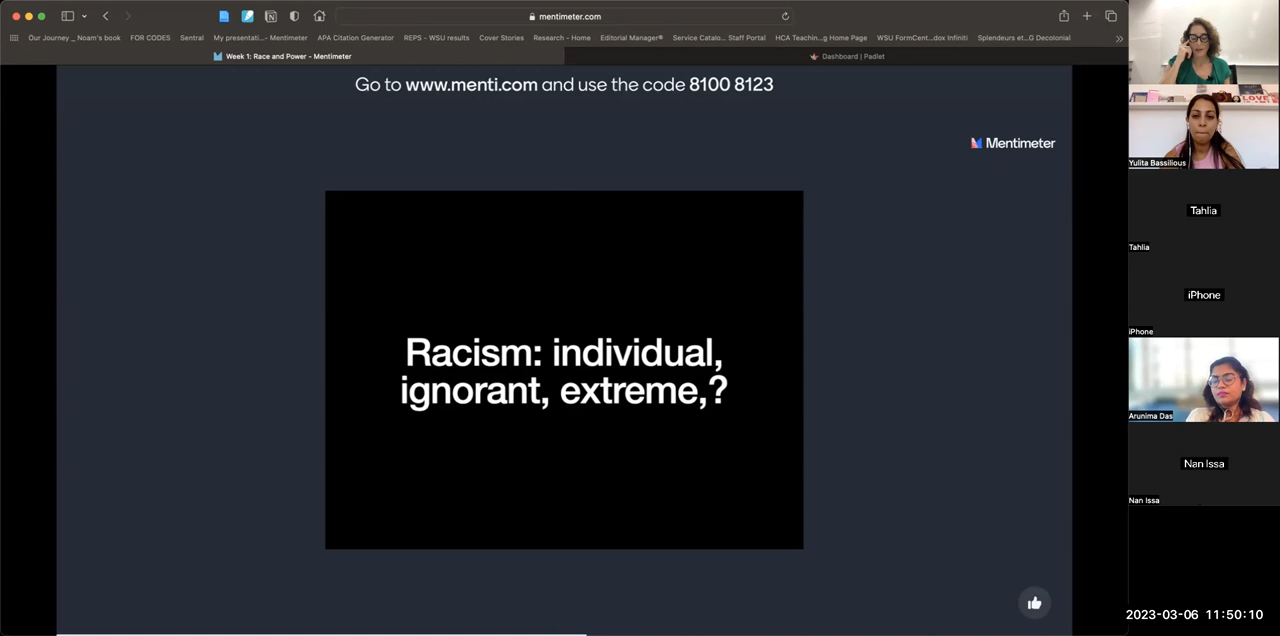 mentimeter.com
Our Journey _ Noam's book
FOR CODES
Sentral
My presentati...- Mentimeter
APA Citation Generator
REPS - WSU results
Cover Stories
Research - Home
Editorial Manager®
Service Catalo... Staff Portal
HCA Teachin...g Home Page
WSU FormCent...dox Infiniti
Splendeurs et...G Decolonial
Week 1: Race and Power - Mentimeter
Dashboard | Padlet
Go to www.menti.com and use the code 8100 8123
Mentimeter
Racism: individual,
ignorant, extreme,?
Yulita Bassilious
Tahlia
Tahlia
iPhone
iPhone
Arunima Das
Nan Issa
Nan Issa
2023-03-06 11:50:10